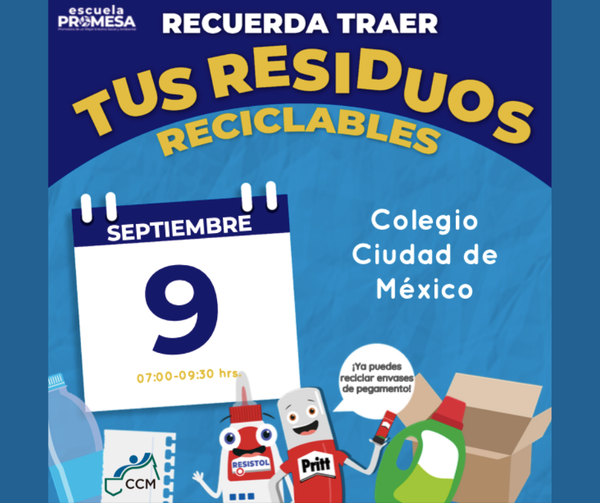 escuela
PROMESA
RECUERDA TRAER
TUS RESIDUOS
RECICLABLES
SEPTIEMBRE
9
07:00-09:30 hrs.
Colegio
Ciudad de
México
¡Ya puedes
reciclar envases
de pegamento!
RESISTOL
Pritt
CCM